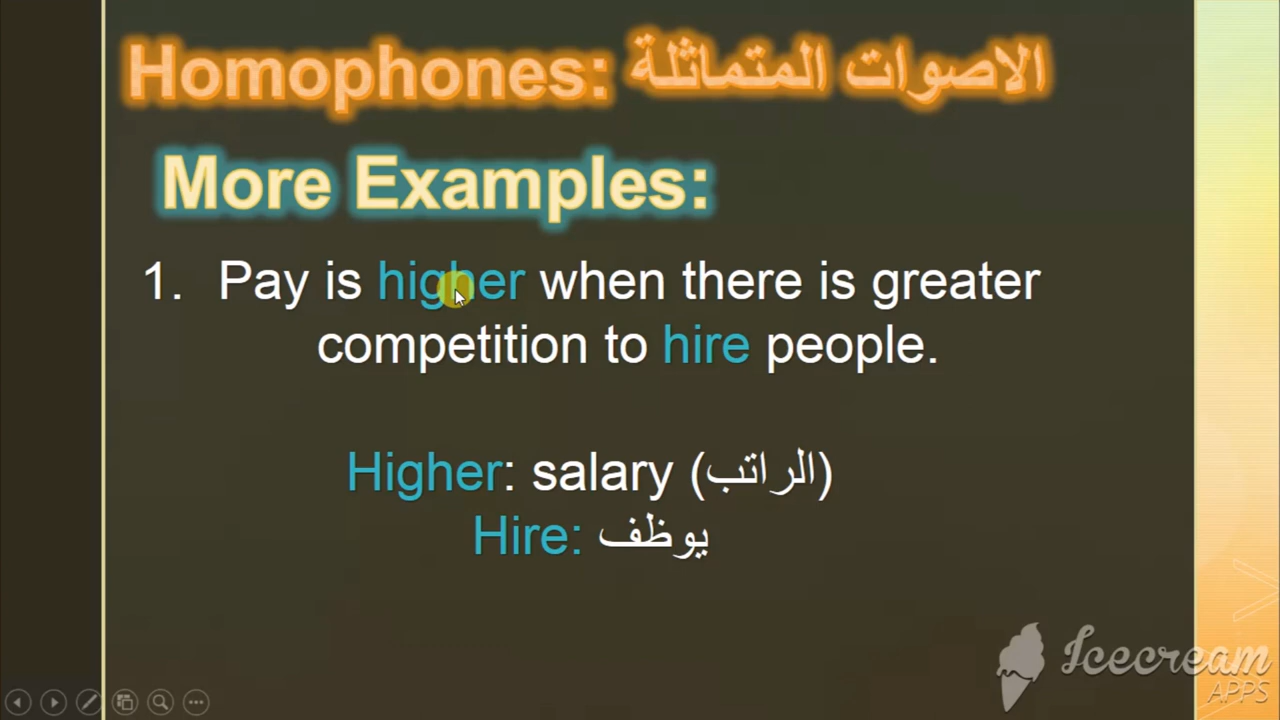 Homophones: الاصوات المتماثلة
More Examples:
1. Pay is higher when there is greater
competition to hire people.
Higher: salary (الراتب)
Hire: يوظف
Icecream
APPS